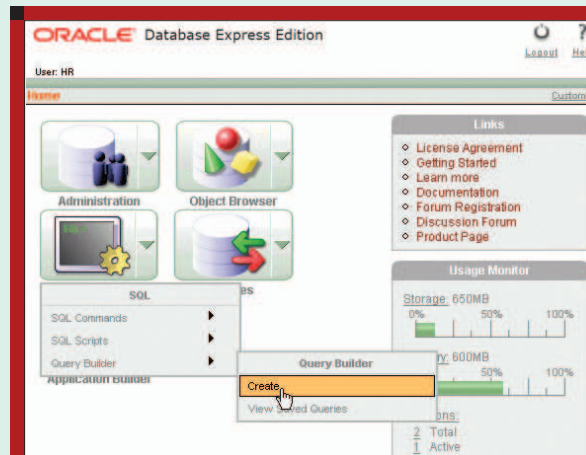 ORACLE Database Express Edition
Logout
User: HR
Home
Custom
Administration
Object Browser
SQL
SQL Commands
SQL Scripts
Query Builder
Application Builder
Query Builder
Create
View Saved Queries
Links
License Agreement
Getting Started
Learn more
Documentation
Forum Registration
Discussion Forum
Product Page
Usage Monitor
Storage: 650MB
0% 50% 100%
600MB
50% 100%
2 Total
1 Active